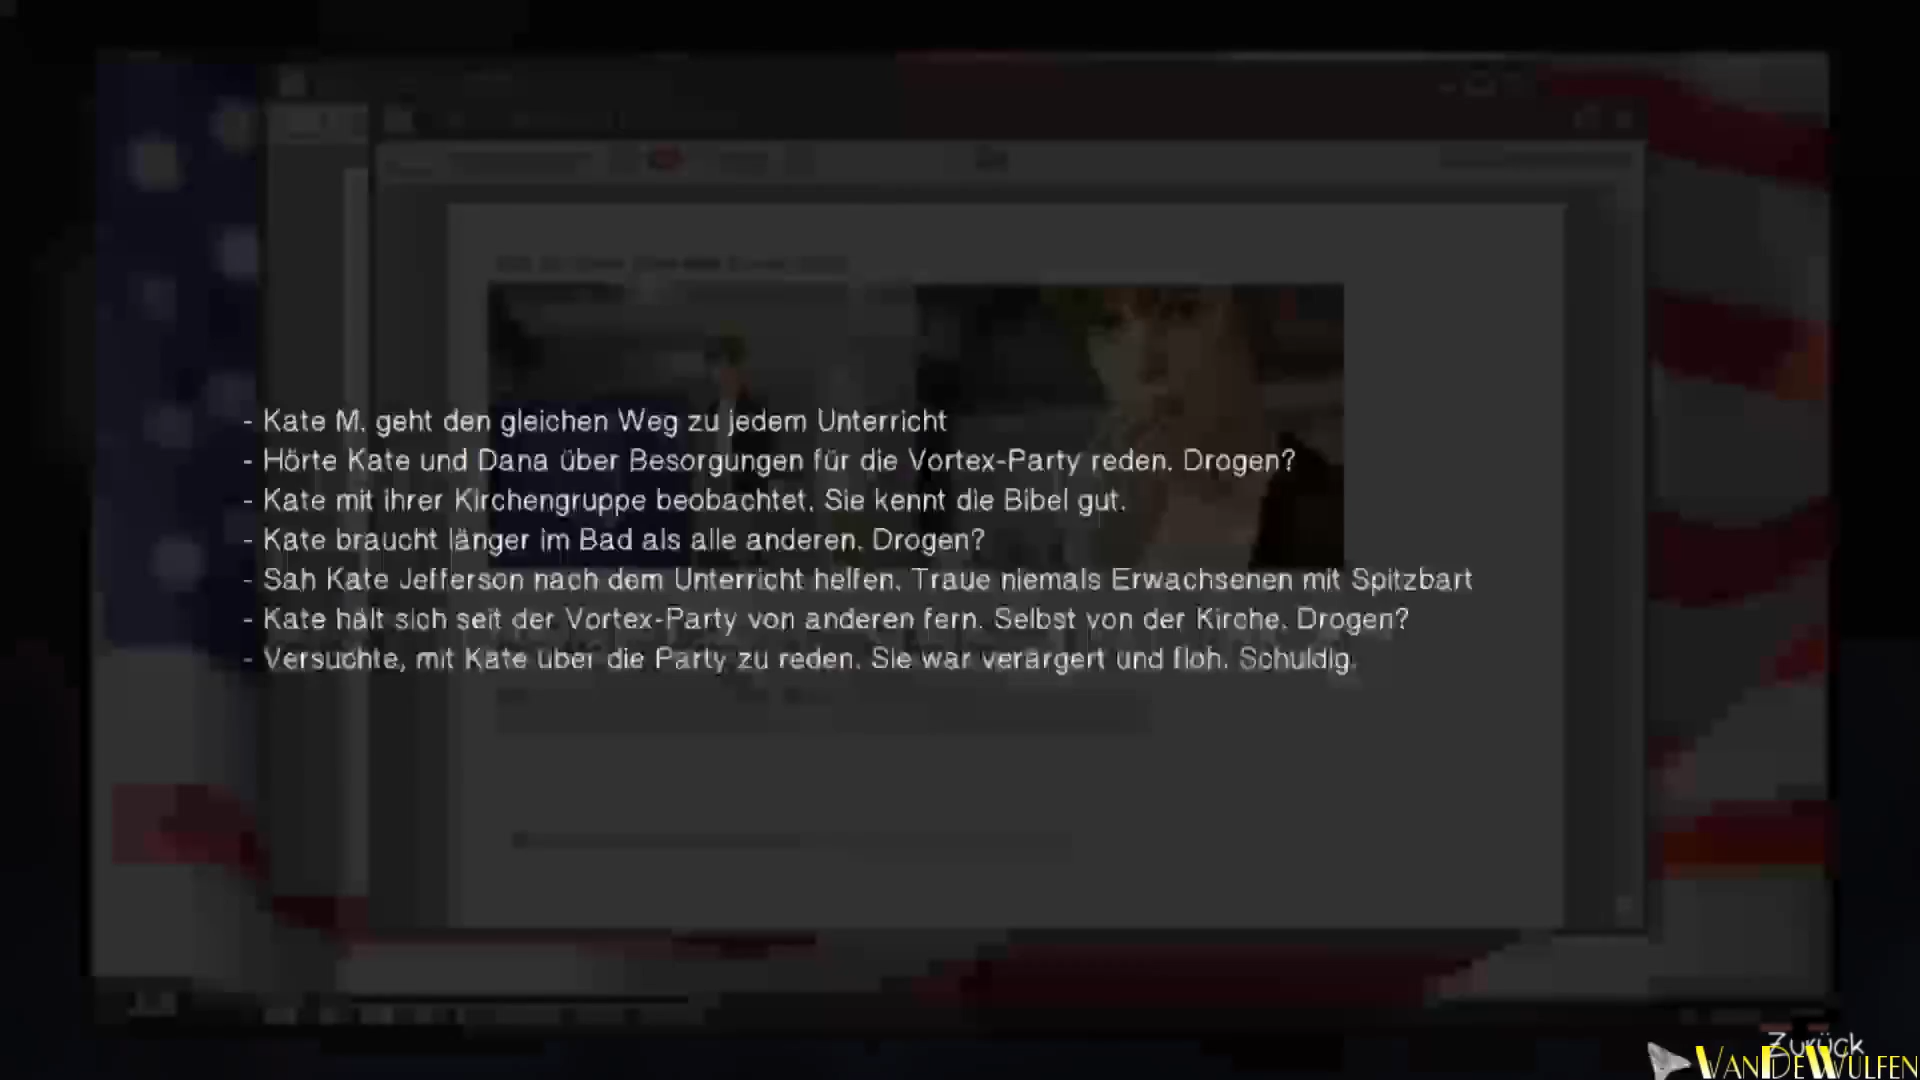 - Kate M. geht den gleichen Weg zu jedem Unterricht
- Hörte Kate und Dana über Besorgungen für die Vortex-Party reden. Drogen?
- Kate mit ihrer Kirchengruppe beobachtet. Sie kennt die Bibel gut.
- Kate braucht länger im Bad als alle anderen. Drogen?
- Sah Kate Jefferson nach dem Unterricht helfen. Traue niemals Erwachsenen mit Spitzbart
- Kate hält sich seit der Vortex-Party von anderen fern. Selbst von der Kirche. Drogen?
- Versuchte, mit Kate über die Party zu reden. Sie war verärgert und floh. Schuldig.
Zurück
VANDEWULFEN